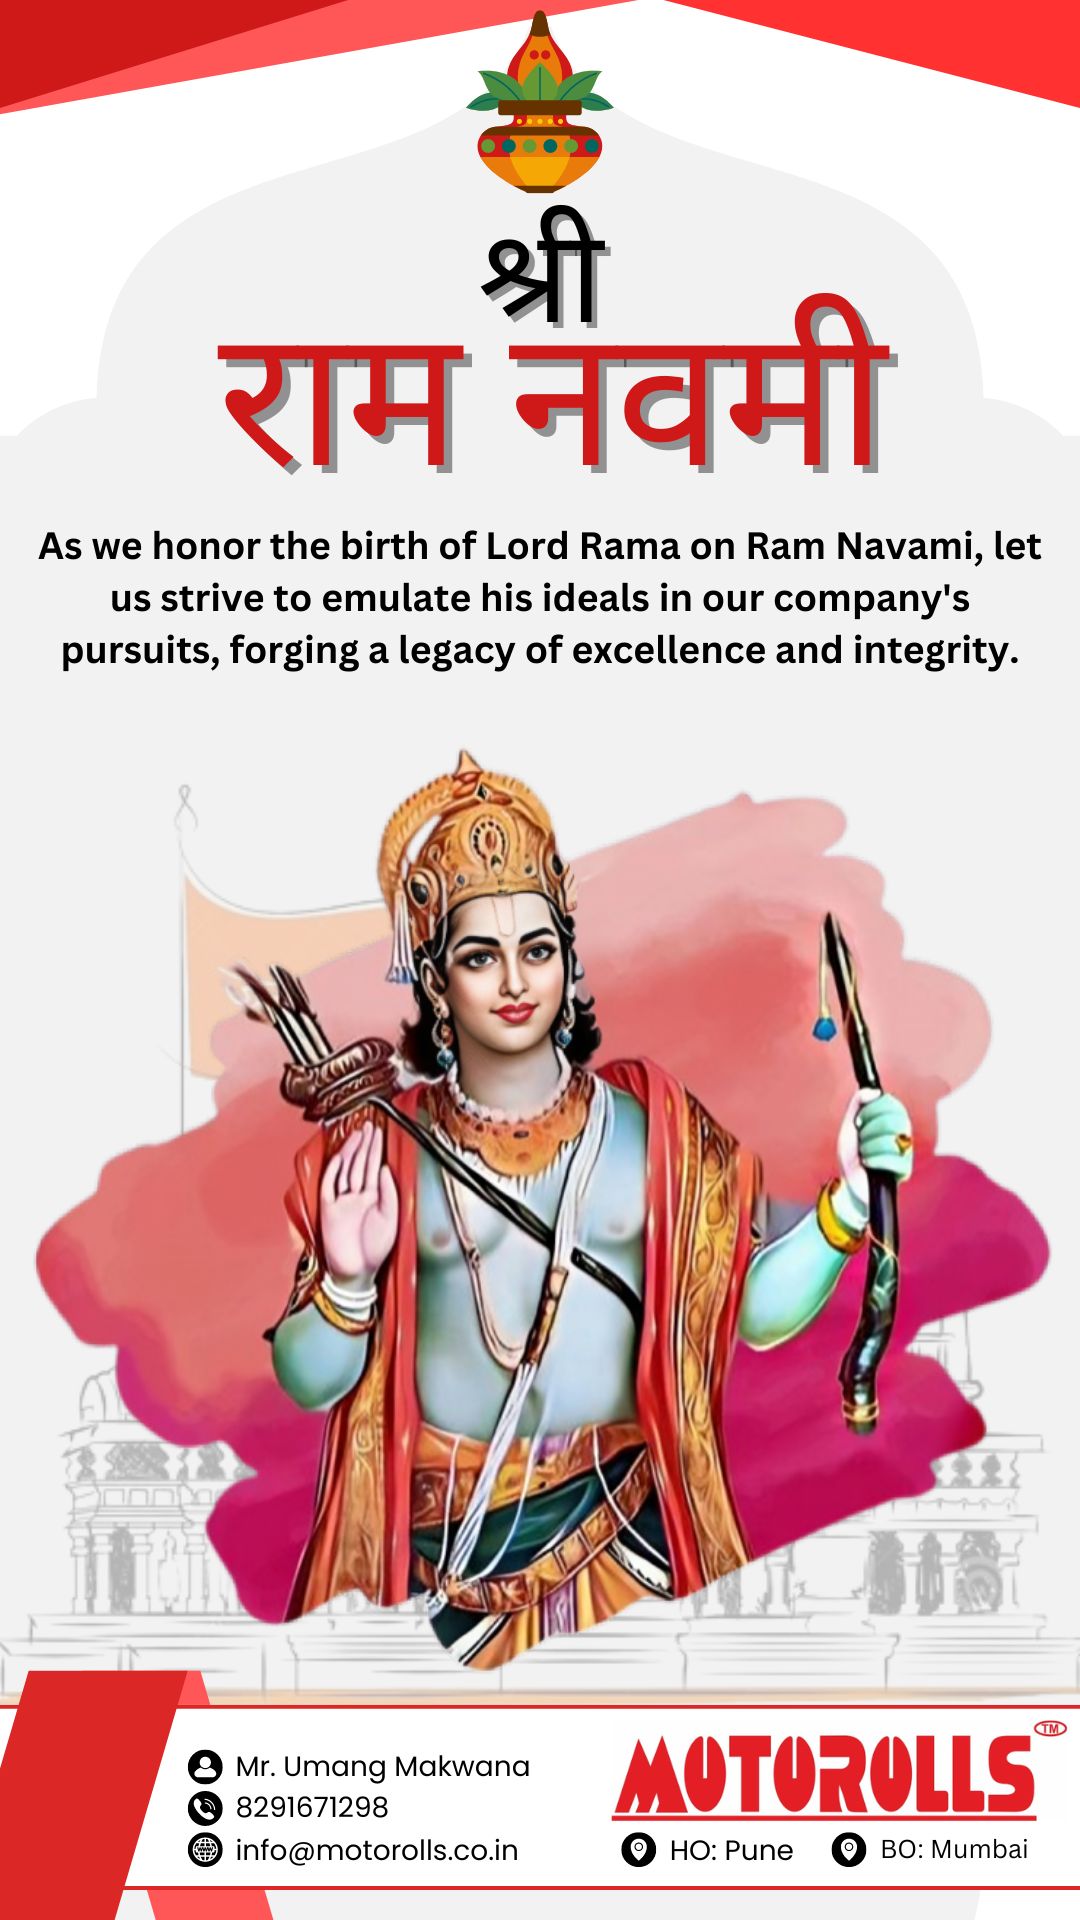 श्री
राम नवमी
As we honor the birth of Lord Rama on Ram Navami, let
us strive to emulate his ideals in our company's
pursuits, forging a legacy of excellence and integrity.
Mr. Umang Makwana
8291671298
info@motorolls.co.in
MOTOROLLS TM
HO: Pune
BO: Mumbai